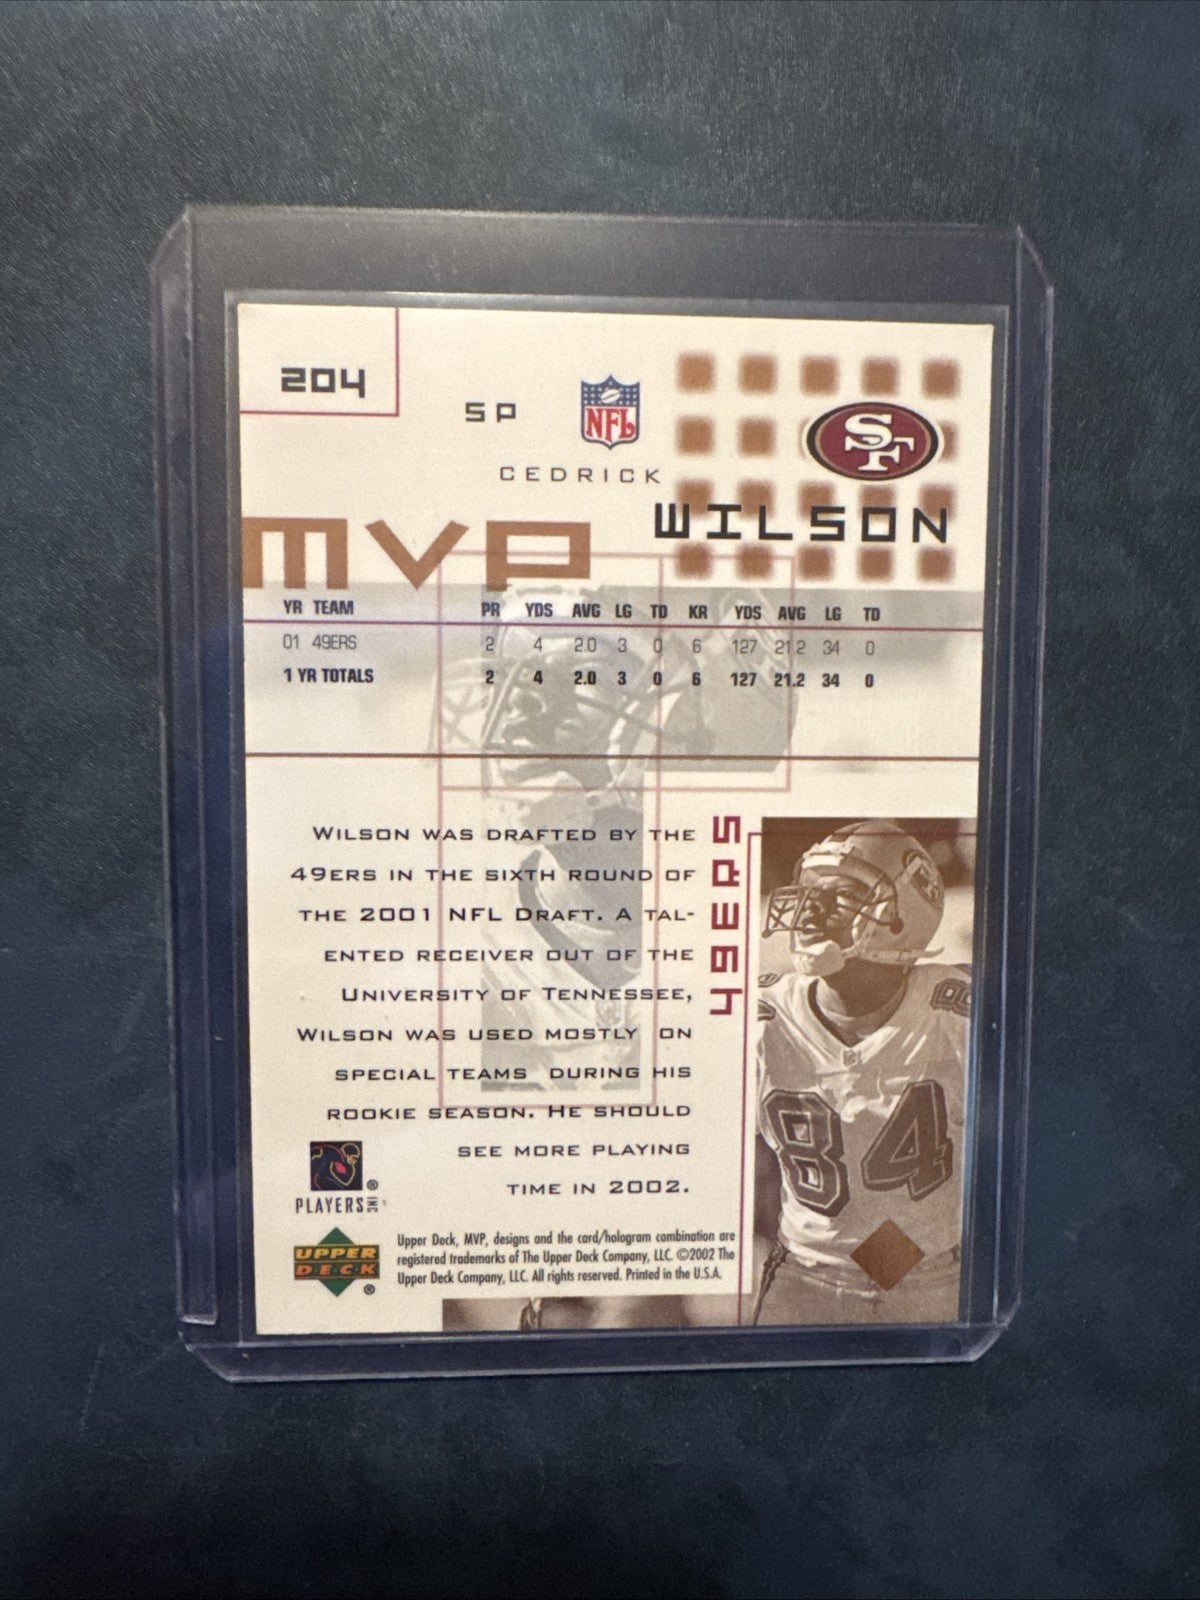 204
SP
NFL
SF
CEDRICK
WILSON
MVP
YR TEAM PR YDS AVG LG TD KR YDS AVG LG TD
01 49ERS 2 4 2.0 3 0 6 127 21.2 34 0
1 YR TOTALS 2 4 2.0 3 0 6 127 21.2 34 0
WILSON WAS DRAFTED BY THE
49ERS IN THE SIXTH ROUND OF
THE 2001 NFL DRAFT. A TAL-
ENTED RECEIVER OUT OF THE
UNIVERSITY OF TENNESSEE,
WILSON WAS USED MOSTLY ON
SPECIAL TEAMS DURING HIS
ROOKIE SEASON. HE SHOULD
SEE MORE PLAYING
TIME IN 2002.
49ERS
84
PLAYERS INC ®
UPPER
DECK ®
Upper Deck, MVP, designs and the card/hologram combination are
registered trademarks of The Upper Deck Company, LLC. ©2002 The
Upper Deck Company, LLC. All rights reserved. Printed in the U.S.A.